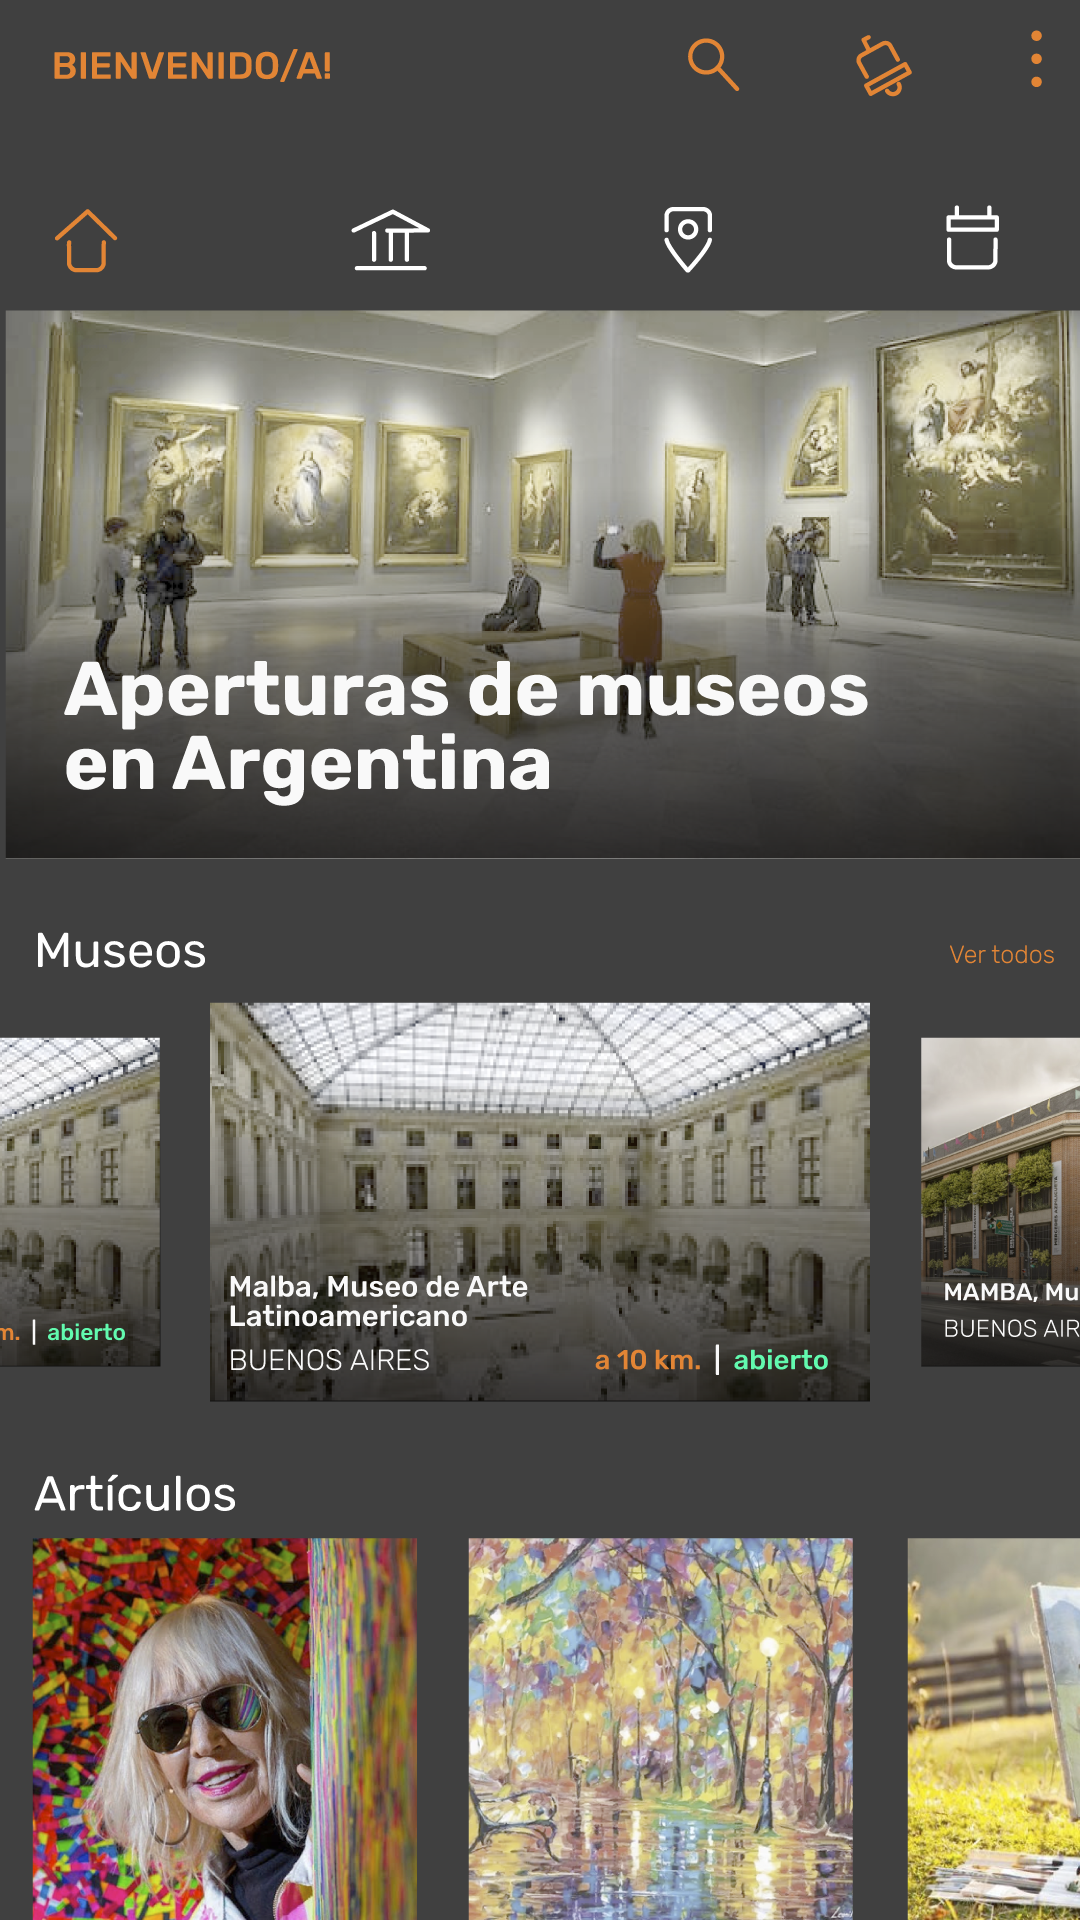 BIENVENIDO/A!
Aperturas de museos
en Argentina
Museos
Ver todos
m. | abierto
Malba, Museo de Arte
Latinoamericano
BUENOS AIRES
a 10 km. | abierto
MAMBA, Mu
BUENOS AIR
Artículos